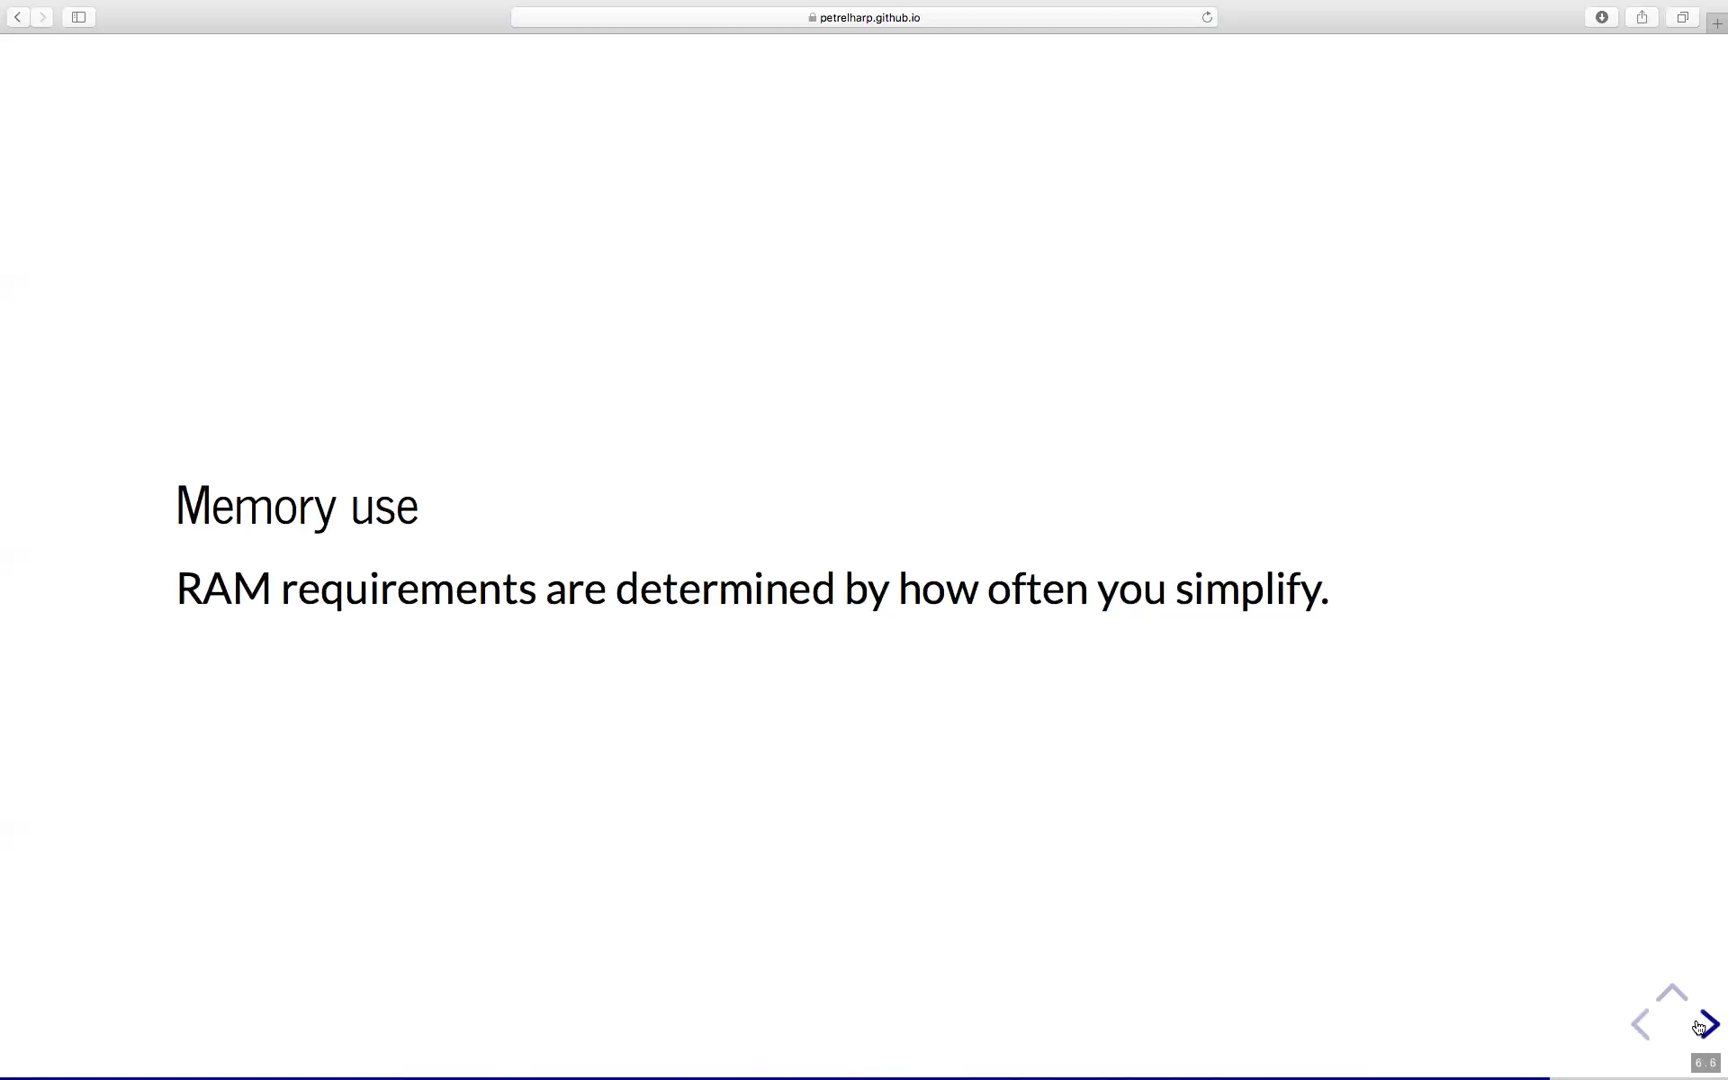 petrelharp.github.io
Memory use
RAM requirements are determined by how often you simplify.
6.6